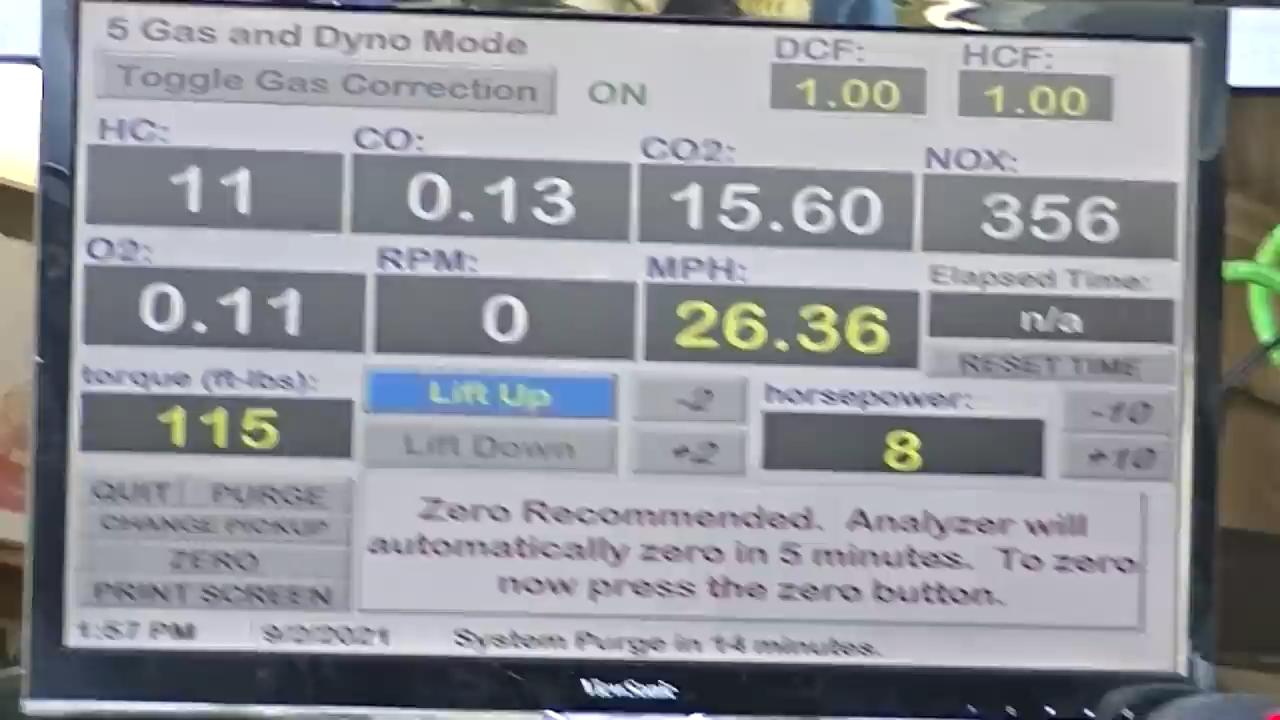 5 Gas and Dyno Mode
DCF: HCF:
Toggle Gas Correction ON 1.00 1.00
HC: CO: CO2: NOX:
11 0.13 15.60 356
O2: RPM: MPH: Elapsed Time:
0.11 0 26.36 n/a
RESET TIME
torque (ft-lbs): Lift Up -2 horsepower: -10
115 Lift Down +2 8 +10
QUIT PURGE
CHANGE PICKUP
ZERO
PRINT SCREEN
Zero Recommended. Analyzer will
automatically zero in 5 minutes. To zero
now press the zero button.
1:57 PM 9/2/2021 System Purge in 14 minutes.
ViewSonic